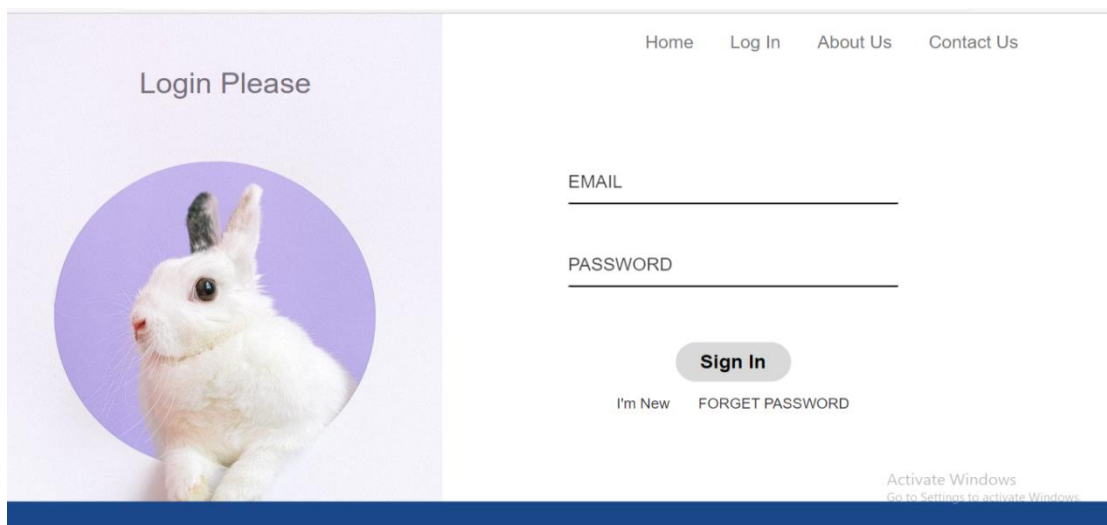 Login Please
Home Log In About Us Contact Us
EMAIL
PASSWORD
Sign In
I'm New FORGET PASSWORD
Activate Windows
Go to Settings to activate Windows.